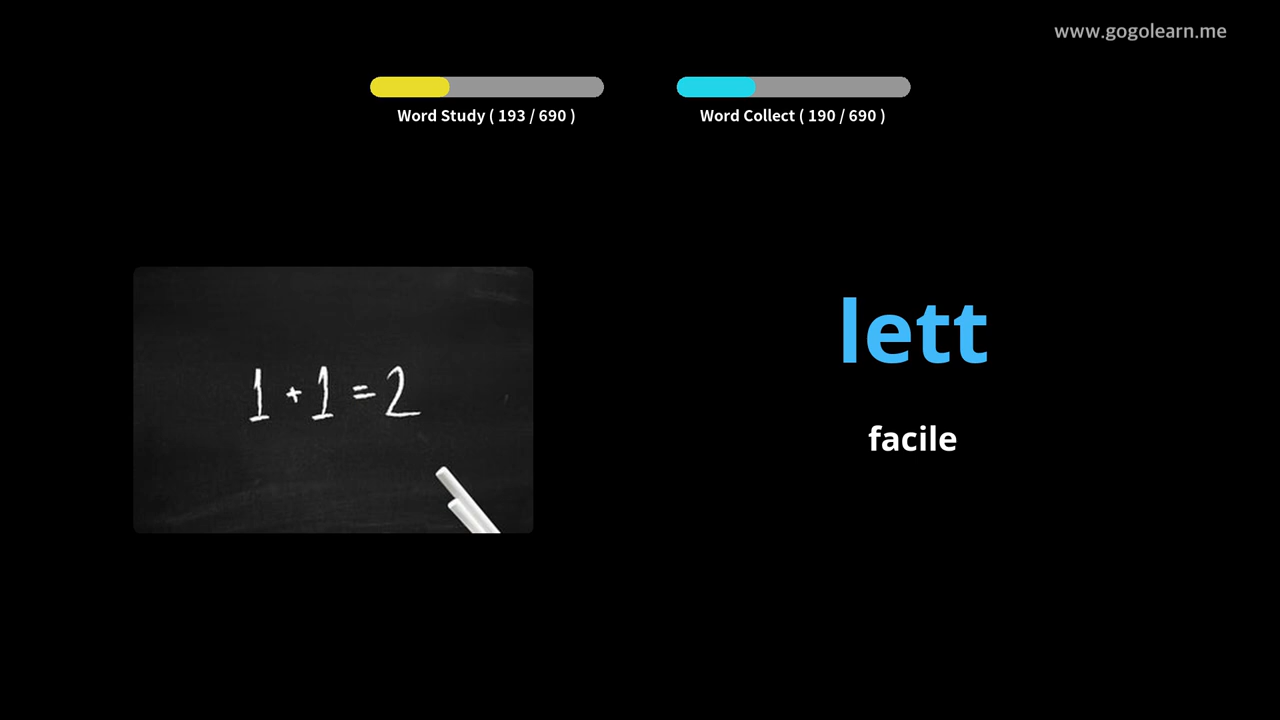 www.gogolearn.me
Word Study ( 193 / 690 )
Word Collect ( 190 / 690 )
1 + 1 = 2
lett
facile